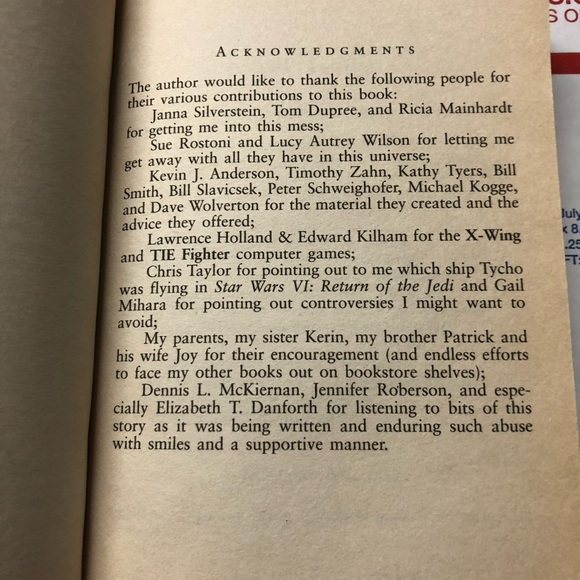 ACKNOWLEDGMENTS
The author would like to thank the following people for
their various contributions to this book:
Janna Silverstein, Tom Dupree, and Ricia Mainhardt
for getting me into this mess;
Sue Rostoni and Lucy Autrey Wilson for letting me
get away with all they have in this universe;
Kevin J. Anderson, Timothy Zahn, Kathy Tyers, Bill
Smith, Bill Slavicsek, Peter Schweighofer, Michael Kogge,
and Dave Wolverton for the material they created and the
advice they offered;
Lawrence Holland & Edward Kilham for the X-Wing
and TIE Fighter computer games;
Chris Taylor for pointing out to me which ship Tycho
was flying in Star Wars VI: Return of the Jedi and Gail
Mihara for pointing out controversies I might want to
avoid;
My parents, my sister Kerin, my brother Patrick and
his wife Joy for their encouragement (and endless efforts
to face my other books out on bookstore shelves);
Dennis L. McKiernan, Jennifer Roberson, and espe-
cially Elizabeth T. Danforth for listening to bits of this
story as it was being written and enduring such abuse
with smiles and a supportive manner.